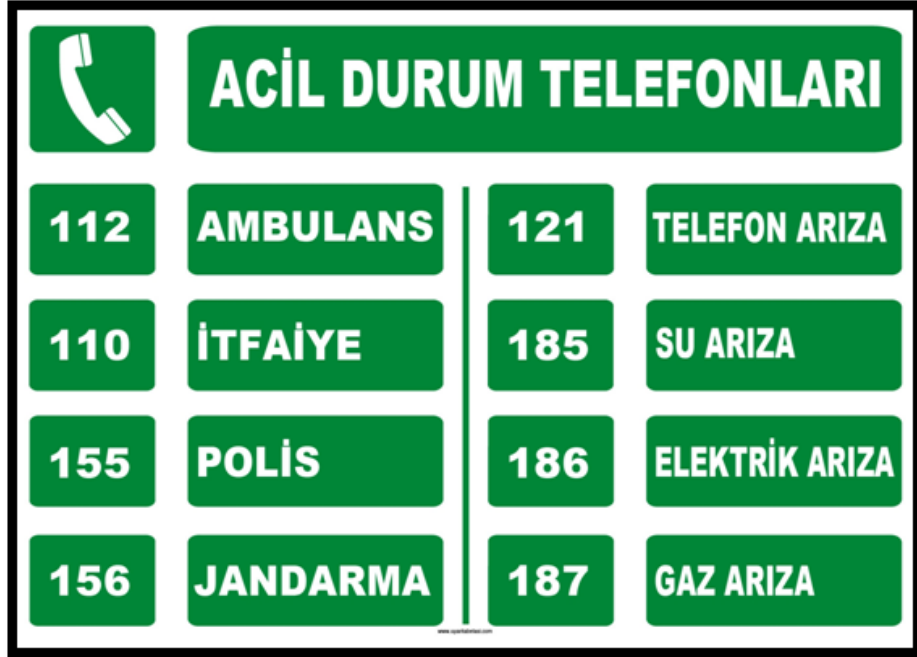 ACİL DURUM TELEFONLARI
112 AMBULANS
110 İTFAİYE
155 POLİS
156 JANDARMA
121 TELEFON ARIZA
185 SU ARIZA
186 ELEKTRİK ARIZA
187 GAZ ARIZA